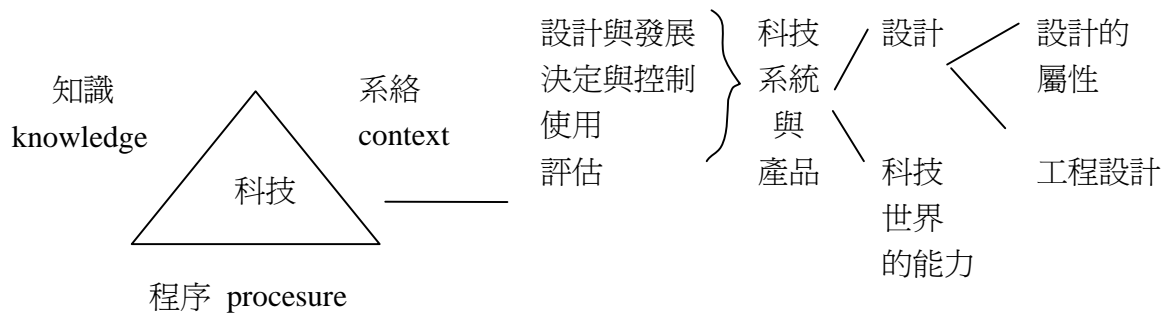 知識
knowledge
系絡
context
科技
程序 procesure
設計與發展
決定與控制
使用
評估
科技
系統
與
產品
設計
科技
世界
的能力
設計的
屬性
工程設計